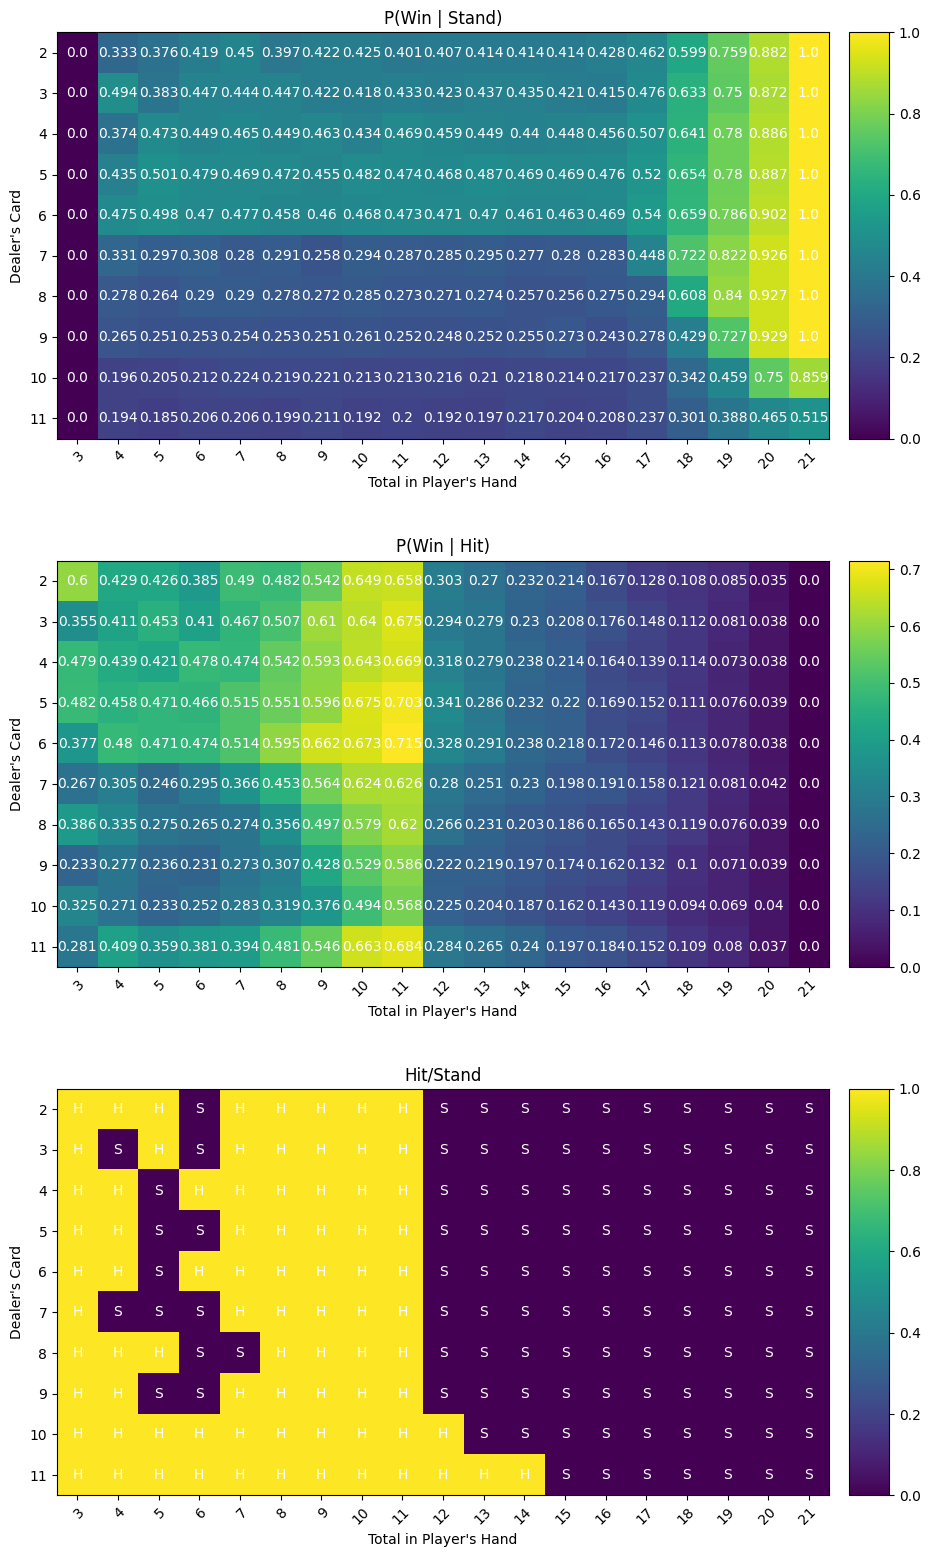 P(Win | Stand)
2 0.0 0.333 0.376 0.419 0.45 0.397 0.422 0.425 0.401 0.407 0.414 0.414 0.414 0.428 0.462 0.599 0.759 0.882 1.0 1.0
3 0.0 0.494 0.383 0.447 0.444 0.447 0.422 0.418 0.433 0.423 0.437 0.435 0.421 0.415 0.476 0.633 0.75 0.872 1.0
4 0.0 0.374 0.473 0.449 0.465 0.449 0.463 0.434 0.469 0.459 0.449 0.44 0.448 0.456 0.507 0.641 0.78 0.886 1.0 0.8
5 0.0 0.435 0.501 0.479 0.469 0.472 0.455 0.482 0.474 0.468 0.487 0.469 0.469 0.476 0.52 0.654 0.78 0.887 1.0
6 0.0 0.475 0.498 0.47 0.477 0.458 0.46 0.468 0.473 0.471 0.47 0.461 0.463 0.469 0.54 0.659 0.786 0.902 1.0 0.6
Dealer's Card
7 0.0 0.331 0.297 0.308 0.28 0.291 0.258 0.294 0.287 0.285 0.295 0.277 0.28 0.283 0.448 0.722 0.822 0.926 1.0 0.4
8 0.0 0.278 0.264 0.29 0.29 0.278 0.272 0.285 0.273 0.271 0.274 0.257 0.256 0.275 0.294 0.608 0.84 0.927 1.0
9 0.0 0.265 0.251 0.253 0.254 0.253 0.251 0.261 0.252 0.248 0.252 0.255 0.273 0.243 0.278 0.429 0.727 0.929 1.0 0.2
10 0.0 0.196 0.205 0.212 0.224 0.219 0.221 0.213 0.213 0.216 0.21 0.218 0.214 0.217 0.237 0.342 0.459 0.75 0.859
11 0.0 0.194 0.185 0.206 0.206 0.199 0.211 0.192 0.2 0.192 0.197 0.217 0.204 0.208 0.237 0.301 0.388 0.465 0.515 0.0
3 4 5 6 7 8 9 10 11 12 13 14 15 16 17 18 19 20 21
Total in Player's Hand
P(Win | Hit)
2 0.6 0.429 0.426 0.385 0.49 0.482 0.542 0.649 0.658 0.303 0.27 0.232 0.214 0.167 0.128 0.108 0.085 0.035 0.0 0.7
3 0.355 0.411 0.453 0.41 0.467 0.507 0.61 0.64 0.675 0.294 0.279 0.23 0.208 0.176 0.148 0.112 0.081 0.038 0.0 0.6
4 0.479 0.439 0.421 0.478 0.474 0.542 0.593 0.643 0.669 0.318 0.279 0.238 0.214 0.164 0.139 0.114 0.073 0.038 0.0
5 0.482 0.458 0.471 0.466 0.515 0.551 0.596 0.675 0.703 0.341 0.286 0.232 0.22 0.169 0.152 0.111 0.076 0.039 0.0 0.5
6 0.377 0.48 0.471 0.474 0.514 0.595 0.662 0.673 0.715 0.328 0.291 0.238 0.218 0.172 0.146 0.113 0.078 0.038 0.0 0.4
Dealer's Card
7 0.267 0.305 0.246 0.295 0.366 0.453 0.564 0.624 0.626 0.28 0.251 0.23 0.198 0.191 0.158 0.121 0.081 0.042 0.0 0.3
8 0.386 0.335 0.275 0.265 0.274 0.356 0.497 0.579 0.62 0.266 0.231 0.203 0.186 0.165 0.143 0.119 0.076 0.039 0.0
9 0.233 0.277 0.236 0.231 0.273 0.307 0.428 0.529 0.586 0.222 0.219 0.197 0.174 0.162 0.132 0.1 0.071 0.039 0.0 0.2
10 0.325 0.271 0.233 0.252 0.283 0.319 0.376 0.494 0.568 0.225 0.204 0.187 0.162 0.143 0.119 0.094 0.069 0.04 0.0 0.1
11 0.281 0.409 0.359 0.381 0.394 0.481 0.546 0.663 0.684 0.284 0.265 0.24 0.197 0.184 0.152 0.109 0.08 0.037 0.0 0.0
3 4 5 6 7 8 9 10 11 12 13 14 15 16 17 18 19 20 21
Total in Player's Hand
Hit/Stand
2 H H H S H H H H H S S S S S S S S S S 1.0
3 H S H S H H H H H S S S S S S S S S S
4 H H S H H H H H H S S S S S S S S S S 0.8
5 H H S S H H H H H S S S S S S S S S S
6 H H S H H H H H H S S S S S S S S S S 0.6
Dealer's Card
7 H S S S H H H H H S S S S S S S S S S 0.4
8 H H H S S H H H H S S S S S S S S S S
9 H H S S H H H H H S S S S S S S S S S 0.2
10 H H H H H H H H H H S S S S S S S S S
11 H H H H H H H H H H H H S S S S S S S 0.0
3 4 5 6 7 8 9 10 11 12 13 14 15 16 17 18 19 20 21
Total in Player's Hand